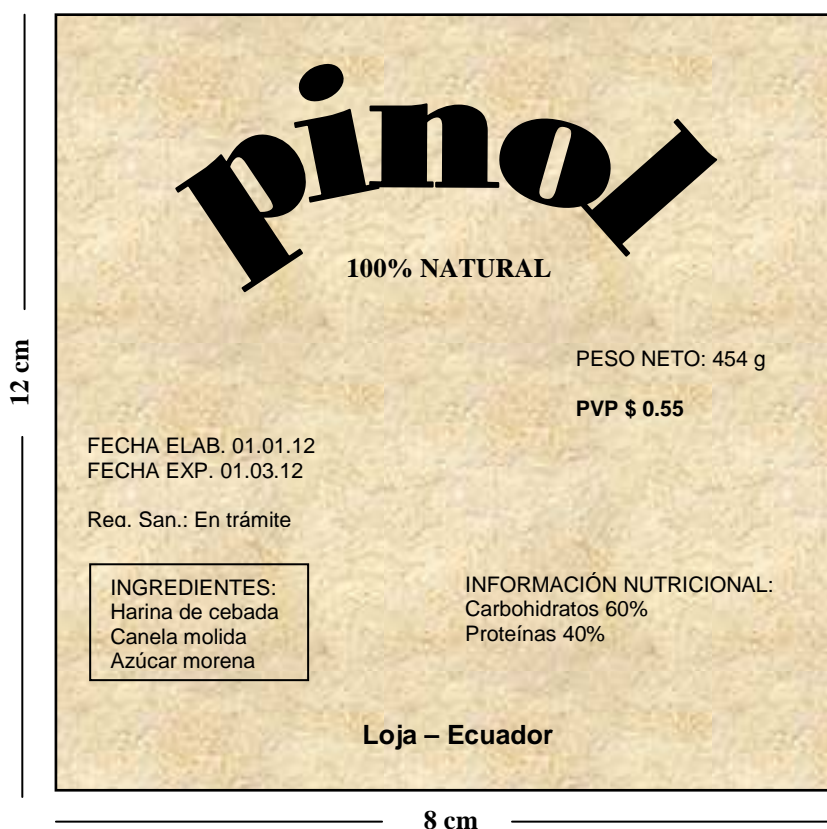 pinol
100% NATURAL
12 cm
PESO NETO: 454 g
PVP $ 0.55
FECHA ELAB. 01.01.12
FECHA EXP. 01.03.12
Reg. San.: En trámite
INGREDIENTES:
Harina de cebada
Canela molida
Azúcar morena
INFORMACIÓN NUTRICIONAL:
Carbohidratos 60%
Proteínas 40%
Loja – Ecuador
8 cm